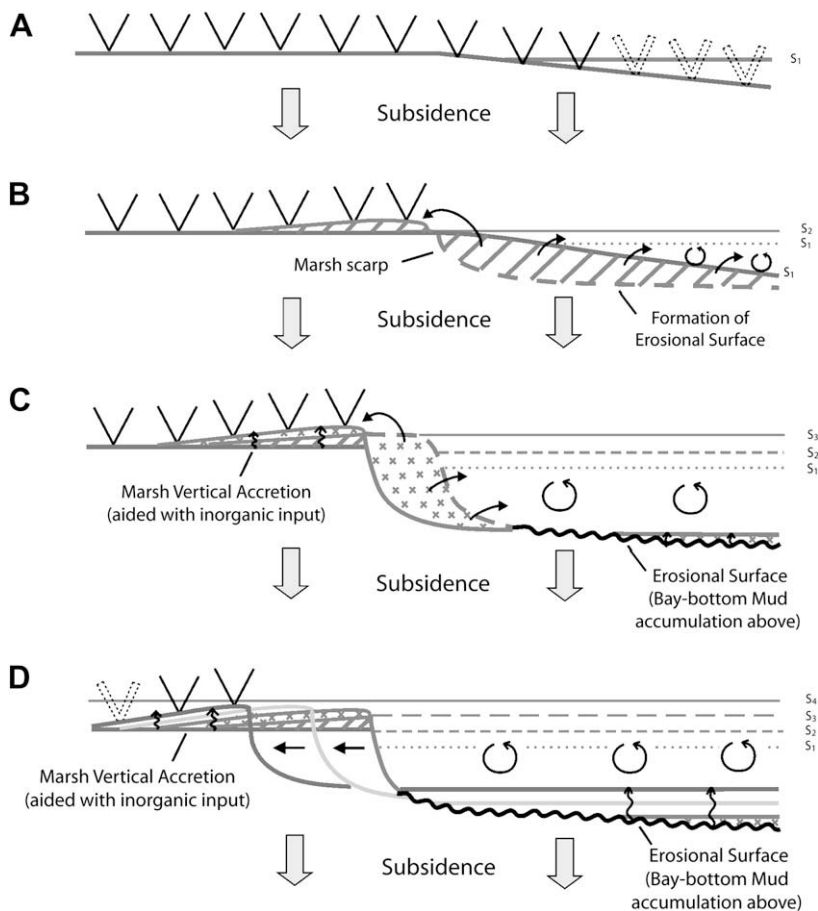 A
S1
Subsidence
B
S2
S1
Marsh scarp
S1
Subsidence
Formation of
Erosional Surface
C
S3
S2
S1
Marsh Vertical Accretion
(aided with inorganic input)
Subsidence
Erosional Surface
(Bay-bottom Mud
accumulation above)
D
S4
S3
S2
S1
Marsh Vertical Accretion
(aided with inorganic input)
Subsidence
Erosional Surface
(Bay-bottom Mud
accumulation above)